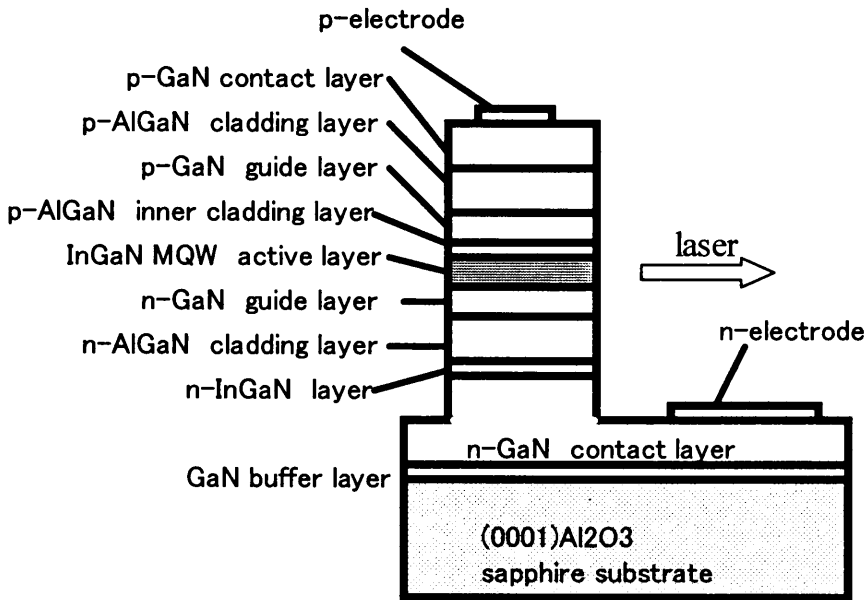 p-electrode
p-GaN contact layer
p-AlGaN cladding layer
p-GaN guide layer
p-AlGaN inner cladding layer
InGaN MQW active layer
laser
n-GaN guide layer
n-electrode
n-AlGaN cladding layer
n-InGaN layer
n-GaN contact layer
GaN buffer layer
(0001)Al2O3
sapphire substrate